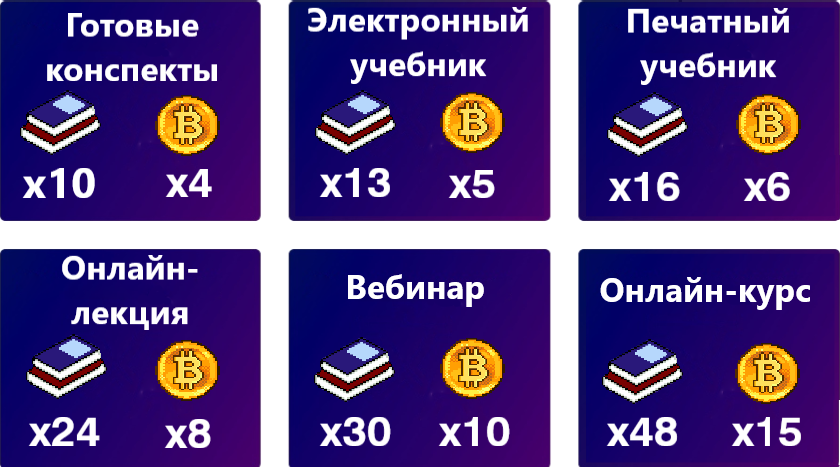 Готовые
конспекты
x10 x4
Электронный
учебник
x13 x5
Печатный
учебник
x16 x6
Онлайн-
лекция
x24 x8
Вебинар
x30 x10
Онлайн-курс
x48 x15